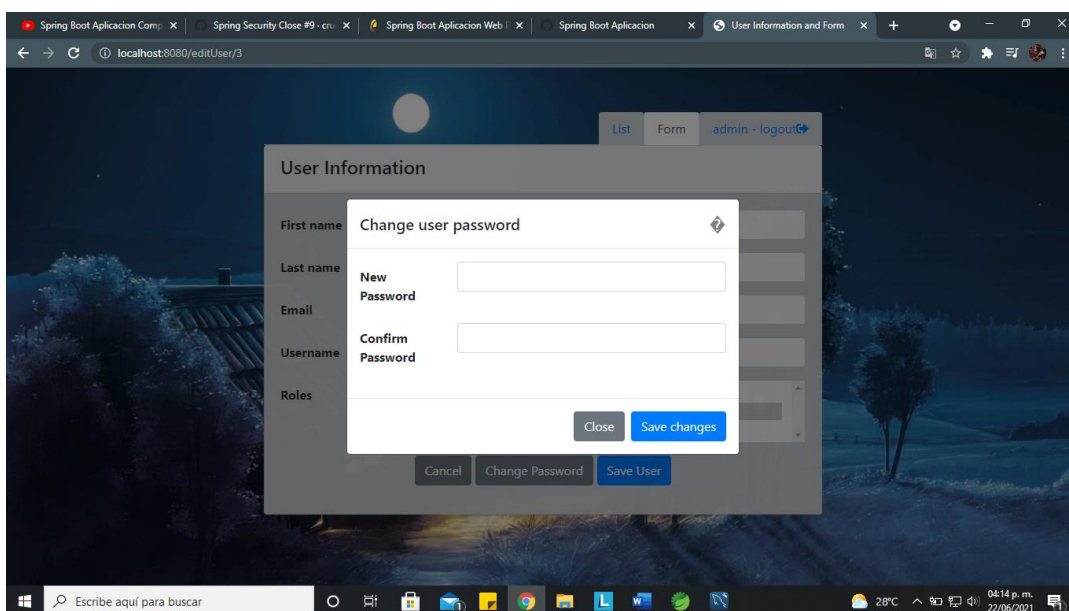 Spring Boot Aplicacion Comp
Spring Security Close #9 · cru
Spring Boot Aplicacion Web
Spring Boot Aplicacion
User Information and Form
localhost:8080/editUser/3
List
Form
admin - logout
User Information
First name
Last name
Email
Username
Roles
Change user password
New
Password
Confirm
Password
Close
Save changes
Cancel
Change Password
Save User
Escribe aquí para buscar
28°C
04:14 p. m.
22/06/2021